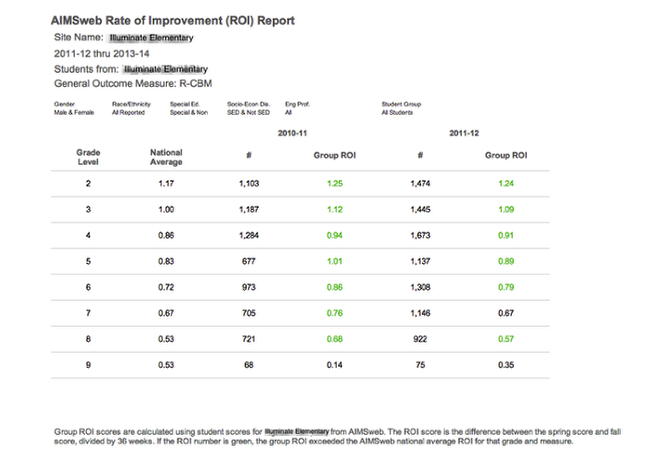 AIMSweb Rate of Improvement (ROI) Report
Site Name: Illuminate Elementary
2011-12 thru 2013-14
Students from: Illuminate Elementary
General Outcome Measure: R-CBM
Gender Race/Ethnicity Special Ed. Socio-Econ Dis. Eng Prof. Student Group
Male & Female All Reported Special & Non SED & Not SED All All Students
2010-11 2011-12
Grade Level National Average # Group ROI # Group ROI
2 1.17 1,103 1.25 1,474 1.24
3 1.00 1,187 1.12 1,445 1.09
4 0.86 1,284 0.94 1,673 0.91
5 0.83 677 1.01 1,137 0.89
6 0.72 973 0.86 1,308 0.79
7 0.67 705 0.76 1,146 0.67
8 0.53 721 0.68 922 0.57
9 0.53 68 0.14 75 0.35
Group ROI scores are calculated using student scores for Illuminate Elementary from AIMSweb. The ROI score is the difference between the spring score and fall
score, divided by 36 weeks. If the ROI number is green, the group ROI exceeded the AIMSweb national average ROI for that grade and measure.